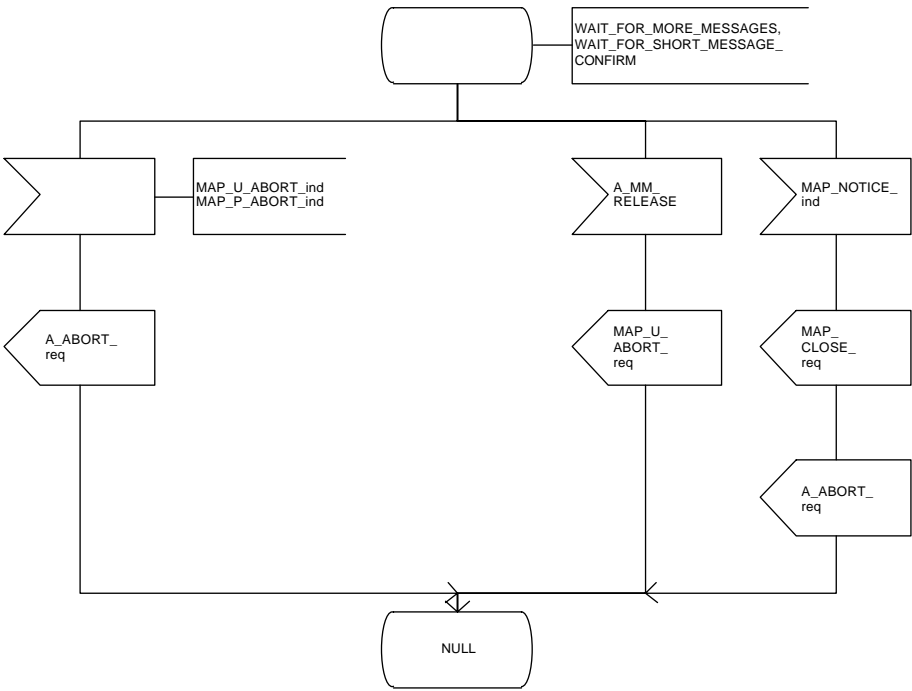 WAIT_FOR_MORE_MESSAGES,
WAIT_FOR_SHORT_MESSAGE_
CONFIRM
MAP_U_ABORT_ind
MAP_P_ABORT_ind
A_MM_
RELEASE
MAP_NOTICE_
ind
A_ABORT_
req
MAP_U_
ABORT_
req
MAP_
CLOSE_
req
A_ABORT_
req
NULL